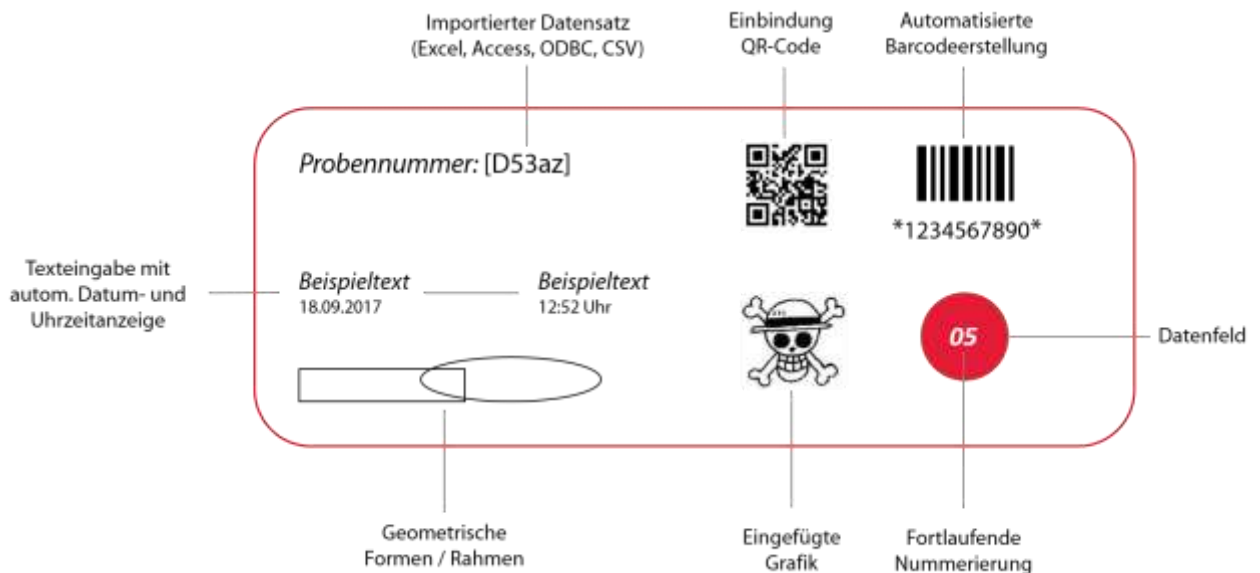 Importierter Datensatz
(Excel, Access, ODBC, CSV)
Einbindung
QR-Code
Automatisierte
Barcodeerstellung
Probennummer: [D53az]
*1234567890*
Texteingabe mit
autom. Datum- und
Uhrzeitanzeige
Beispieltext
18.09.2017
Beispieltext
12:52 Uhr
05
Datenfeld
Geometrische
Formen / Rahmen
Eingefügte
Grafik
Fortlaufende
Nummerierung